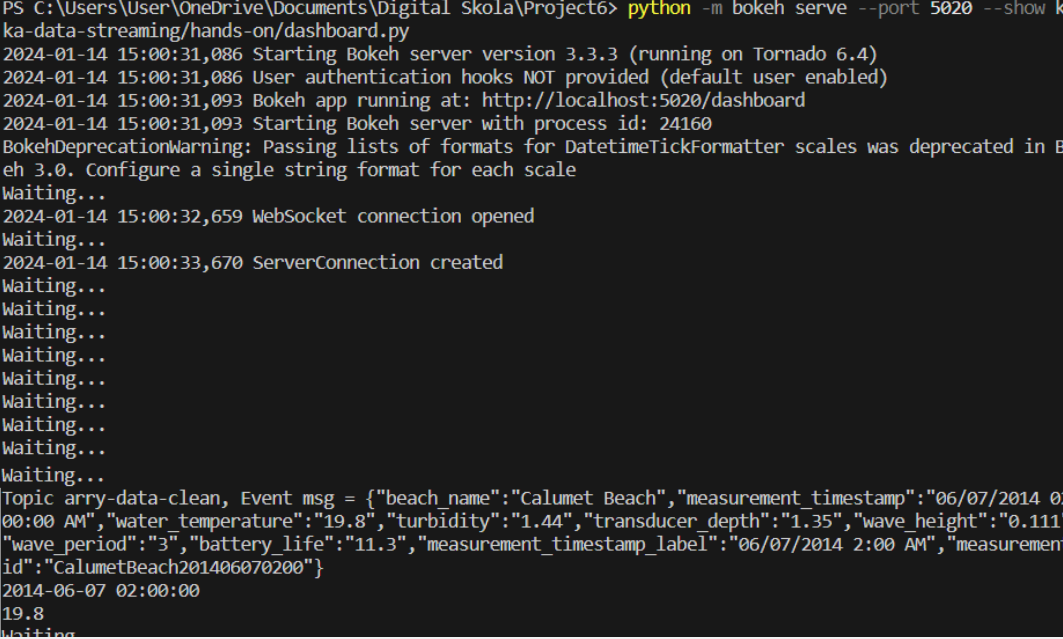 PS C:\Users\User\OneDrive\Documents\Digital Skola\Project6> python -m bokeh serve --port 5020 --show k
ka-data-streaming/hands-on/dashboard.py
2024-01-14 15:00:31,086 Starting Bokeh server version 3.3.3 (running on Tornado 6.4)
2024-01-14 15:00:31,086 User authentication hooks NOT provided (default user enabled)
2024-01-14 15:00:31,093 Bokeh app running at: http://localhost:5020/dashboard
2024-01-14 15:00:31,093 Starting Bokeh server with process id: 24160
BokehDeprecationWarning: Passing lists of formats for DatetimeTickFormatter scales was deprecated in B
eh 3.0. Configure a single string format for each scale
Waiting...
2024-01-14 15:00:32,659 WebSocket connection opened
Waiting...
2024-01-14 15:00:33,670 ServerConnection created
Waiting...
Waiting...
Waiting...
Waiting...
Waiting...
Waiting...
Waiting...
Waiting...
Waiting...
Topic arry-data-clean, Event msg = {"beach_name":"Calumet Beach","measurement_timestamp":"06/07/2014 02
00:00 AM","water_temperature":"19.8","turbidity":"1.44","transducer_depth":"1.35","wave_height":"0.111"
"wave_period":"3","battery_life":"11.3","measurement_timestamp_label":"06/07/2014 2:00 AM","measurement
id":"CalumetBeach201406070200"}
2014-06-07 02:00:00
19.8
Waiting